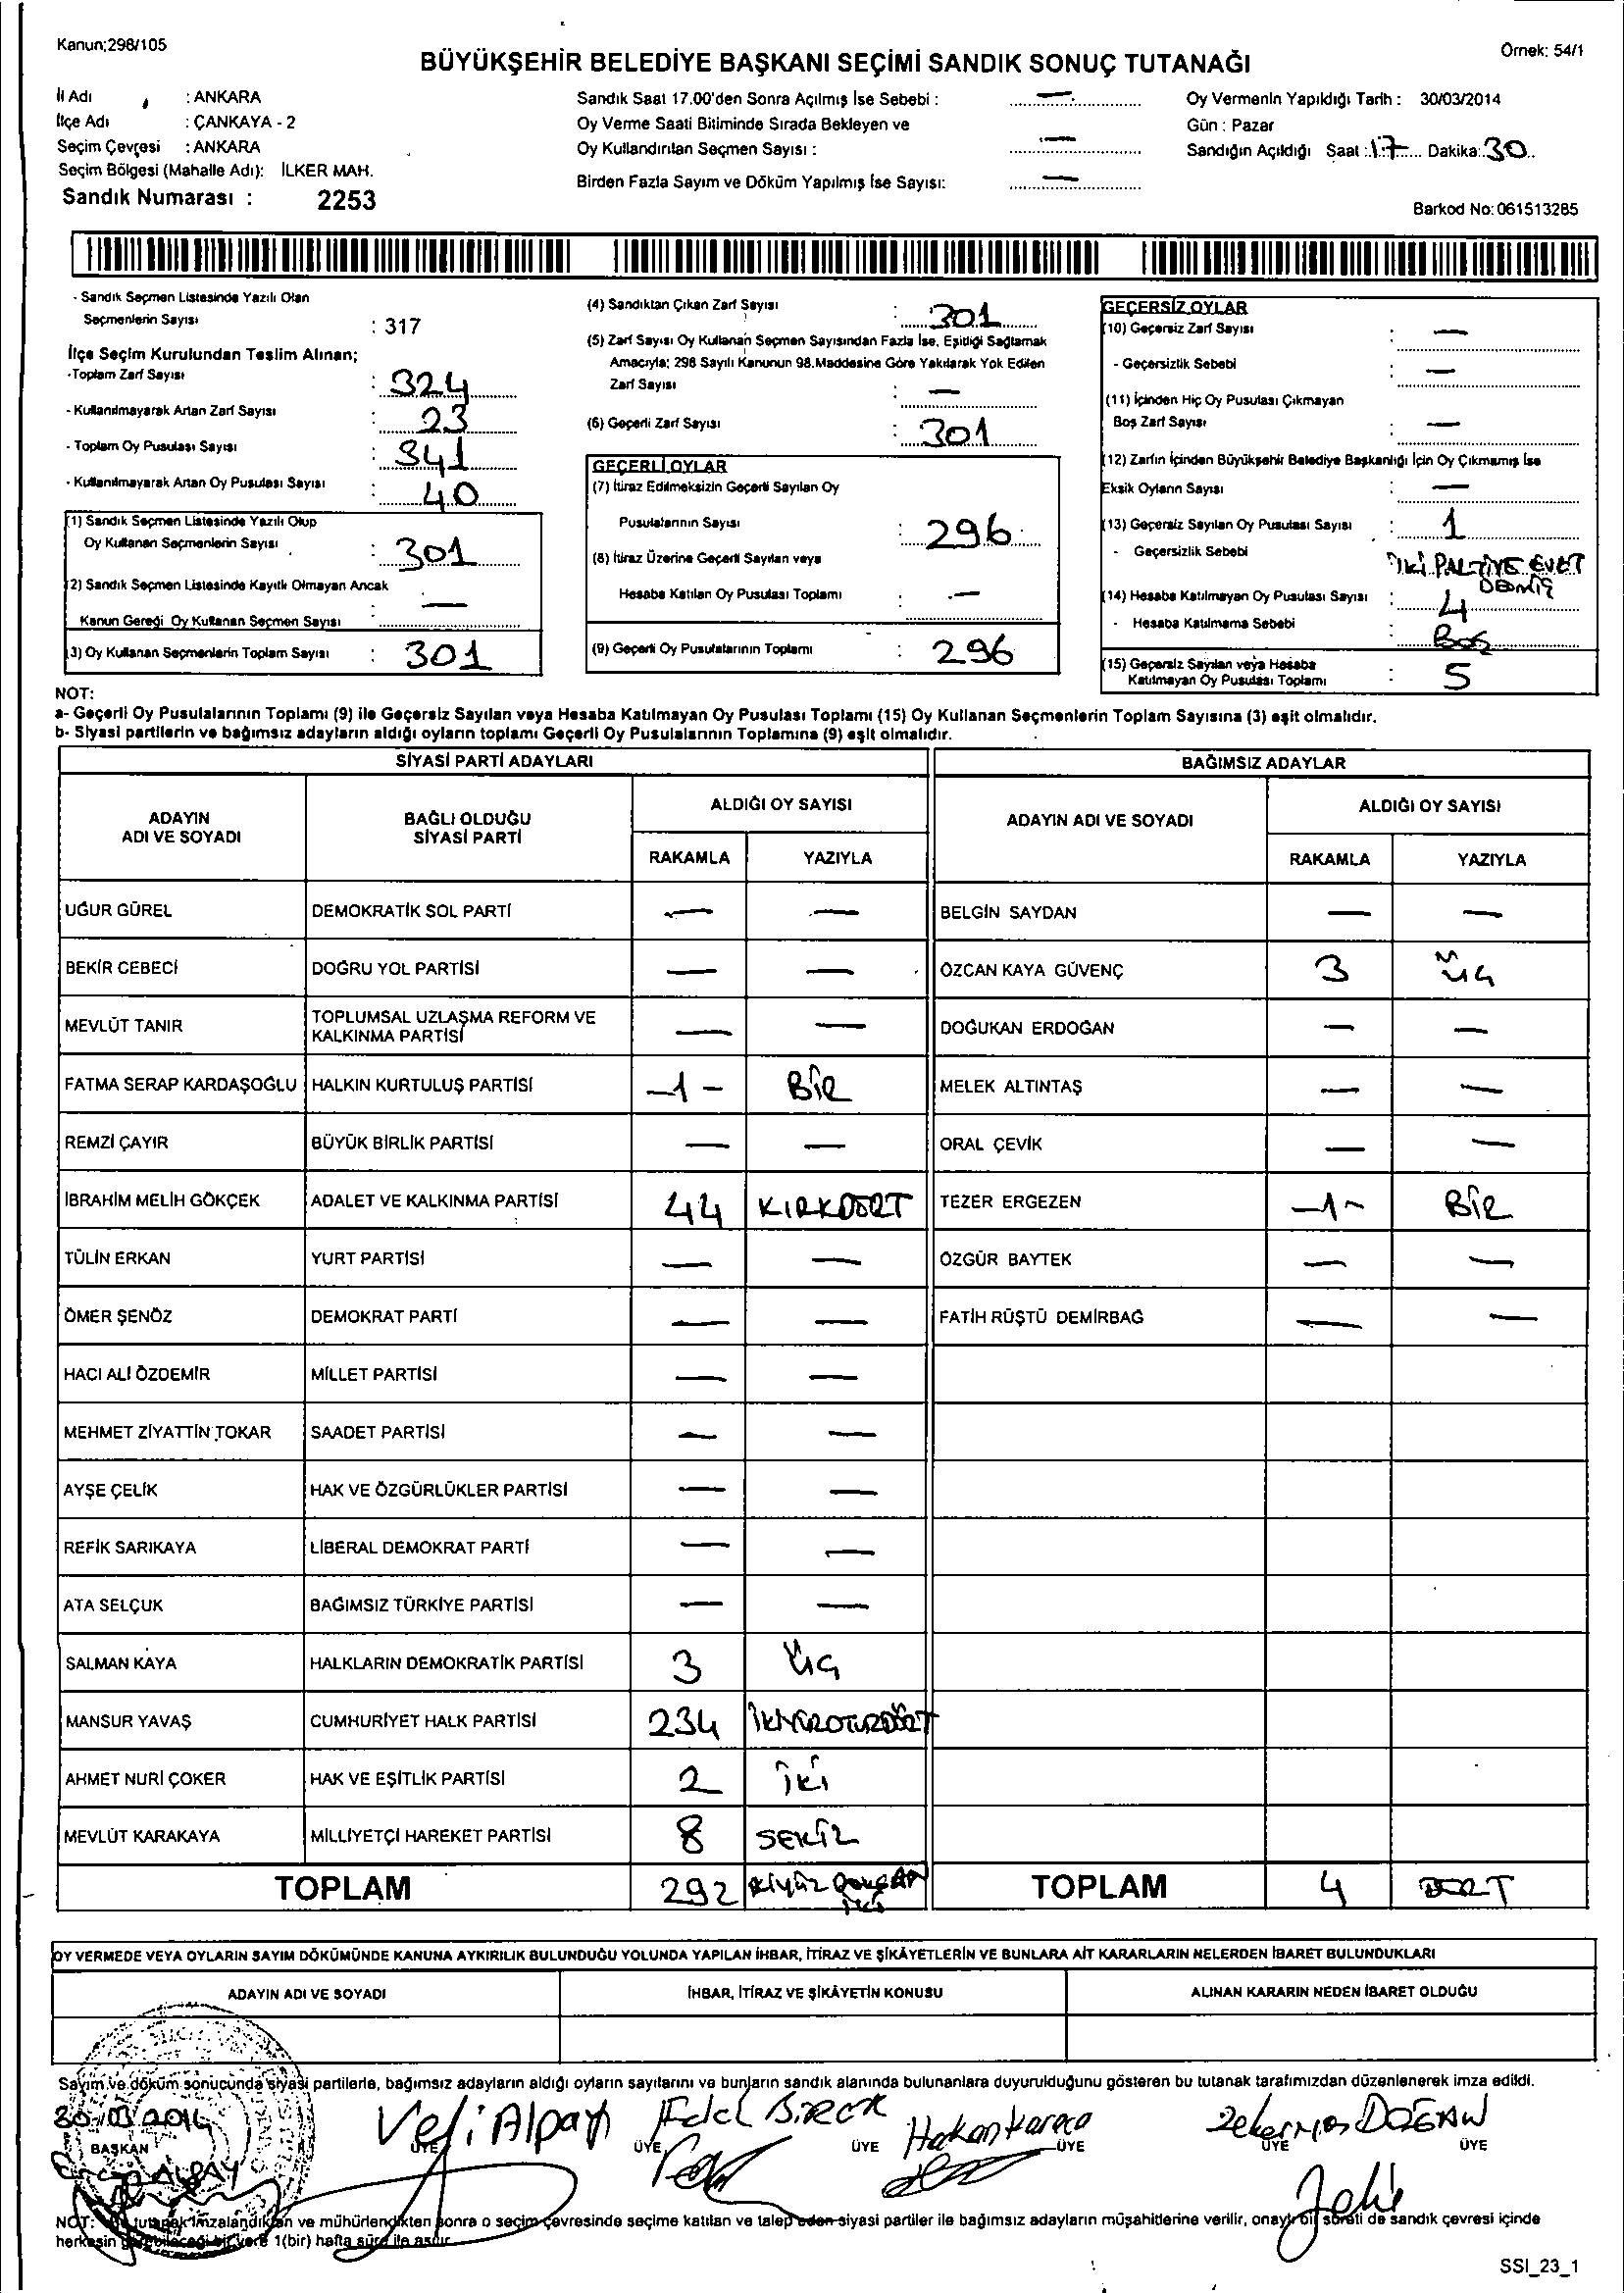 Kanun:298/105
Örnek: 54/1
BÜYÜKŞEHİR BELEDİYE BAŞKANI SEÇİMİ SANDIK SONUÇ TUTANAĞI
İl Adı : ANKARA
İlçe Adı : ÇANKAYA - 2
Seçim Çevresi : ANKARA
Seçim Bölgesi (Mahalle Adı): İLKER MAH.
Sandık Numarası : 2253
Sandık Saat 17.00'den Sonra Açılmış İse Sebebi : —
Oy Verme Saati Bitiminde Sırada Bekleyen ve
Oy Kullandırılan Seçmen Sayısı : —
Birden Fazla Sayım ve Döküm Yapılmış İse Sayısı: —
Oy Vermenin Yapıldığı Tarih : 30/03/2014
Gün : Pazar
Sandığın Açıldığı Saat : 17 Dakika: 30
Barkod No: 061513285
- Sandık Seçmen Listesinde Yazılı Olan
Seçmenlerin Sayısı : 317
İlçe Seçim Kurulundan Teslim Alınan;
-Toplam Zarf Sayısı : 324
- Kullanılmayarak Artan Zarf Sayısı : 23
- Toplam Oy Pusulası Sayısı : 341
- Kullanılmayarak Artan Oy Pusulası Sayısı : 40
(1) Sandık Seçmen Listesinde Yazılı Olup
Oy Kullanan Seçmenlerin Sayısı : 301
(2) Sandık Seçmen Listesinde Kayıtlı Olmayan Ancak
Kanun Gereği Oy Kullanan Seçmen Sayısı : —
(3) Oy Kullanan Seçmenlerin Toplam Sayısı : 301
(4) Sandıktan Çıkan Zarf Sayısı : 301
(5) Zarf Sayısı Oy Kullanan Seçmen Sayısından Fazla İse, Eşitliği Sağlamak
Amacıyla; 298 Sayılı Kanunun 98.Maddesine Göre Yakılarak Yok Edilen
Zarf Sayısı : —
(6) Geçerli Zarf Sayısı : 301
GEÇERLİ OYLAR
(7) İtiraz Edilmeksizin Geçerli Sayılan Oy
Pusulalarının Sayısı : 296
(8) İtiraz Üzerine Geçerli Sayılan veya
Hesaba Katılan Oy Pusulası Toplamı : —
(9) Geçerli Oy Pusulalarının Toplamı : 296
GEÇERSİZ OYLAR
(10) Geçersiz Zarf Sayısı : —
- Geçersizlik Sebebi : —
(11) İçinden Hiç Oy Pusulası Çıkmayan
Boş Zarf Sayısı : —
(12) Zarfın İçinden Büyükşehir Belediye Başkanlığı İçin Oy Çıkmamış İse
Eksik Oyların Sayısı : —
(13) Geçersiz Sayılan Oy Pusulası Sayısı : 1
- Geçersizlik Sebebi İKİ PARTİYE EVET
DEMİŞ
(14) Hesaba Katılmayan Oy Pusulası Sayısı : 4
- Hesaba Katılmama Sebebi : BOŞ
(15) Geçersiz Sayılan veya Hesaba
Katılmayan Oy Pusulası Toplamı : 5
NOT:
a- Geçerli Oy Pusulalarının Toplamı (9) ile Geçersiz Sayılan veya Hesaba Katılmayan Oy Pusulası Toplamı (15) Oy Kullanan Seçmenlerin Toplam Sayısına (3) eşit olmalıdır.
b- Siyasi partilerin ve bağımsız adayların aldığı oyların toplamı Geçerli Oy Pusulalarının Toplamına (9) eşit olmalıdır.
SİYASİ PARTİ ADAYLARI
ADAYIN ADI VE SOYADI BAĞLI OLDUĞU SİYASİ PARTİ ALDIĞI OY SAYISI
RAKAMLA YAZIYLA
UĞUR GÜREL DEMOKRATİK SOL PARTİ — —
BEKİR CEBECİ DOĞRU YOL PARTİSİ — —
MEVLÜT TANIR TOPLUMSAL UZLAŞMA REFORM VE KALKINMA PARTİSİ — —
FATMA SERAP KARDAŞOĞLU HALKIN KURTULUŞ PARTİSİ -1- BİR
REMZİ ÇAYIR BÜYÜK BİRLİK PARTİSİ — —
İBRAHİM MELİH GÖKÇEK ADALET VE KALKINMA PARTİSİ 44 KIRKDÖRT
TÜLİN ERKAN YURT PARTİSİ — —
ÖMER ŞENÖZ DEMOKRAT PARTİ — —
HACI ALİ ÖZDEMİR MİLLET PARTİSİ — —
MEHMET ZİYATTİN TOKAR SAADET PARTİSİ — —
AYŞE ÇELİK HAK VE ÖZGÜRLÜKLER PARTİSİ — —
REFİK SARIKAYA LİBERAL DEMOKRAT PARTİ — —
ATA SELÇUK BAĞIMSIZ TÜRKİYE PARTİSİ — —
SALMAN KAYA HALKLARIN DEMOKRATİK PARTİSİ 3 ÜÇ
MANSUR YAVAŞ CUMHURİYET HALK PARTİSİ 234
AHMET NURİ ÇOKER HAK VE EŞİTLİK PARTİSİ 2 İKİ
MEVLÜT KARAKAYA MİLLİYETÇİ HAREKET PARTİSİ 8 SEKİZ
TOPLAM 292 İKİYÜZ DOKSAN
İKİ
BAĞIMSIZ ADAYLAR
ADAYIN ADI VE SOYADI ALDIĞI OY SAYISI
RAKAMLA YAZIYLA
BELGİN SAYDAN — —
ÖZCAN KAYA GÜVENÇ 3 ÜÇ
DOĞUKAN ERDOĞAN — —
MELEK ALTINTAŞ — —
ORAL ÇEVİK — —
TEZER ERGEZEN -1- BİR
ÖZGÜR BAYTEK — —
FATİH RÜŞTÜ DEMİRBAĞ — —
TOPLAM 4 DÖRT
OY VERMEDE VEYA OYLARIN SAYIM DÖKÜMÜNDE KANUNA AYKIRILIK BULUNDUĞU YOLUNDA YAPILAN İHBAR, İTİRAZ VE ŞİKÂYETLERİN VE BUNLARA AİT KARARLARIN NELERDEN İBARET BULUNDUKLARI
ADAYIN ADI VE SOYADI İHBAR, İTİRAZ VE ŞİKÂYETİN KONUSU ALINAN KARARIN NEDEN İBARET OLDUĞU
Sayım ve döküm sonucunda siyasi partilerle, bağımsız adayların aldığı oyların sayılarını ve bunların sandık alanında bulunanlara duyurulduğunu gösteren bu tutanak tarafımızdan düzenlenerek imza edildi.
30/03/2014 Veli Alpay Hakan Karaca Zekeriya DOĞAN
BAŞKAN ÜYE ÜYE ÜYE ÜYE ÜYE ÜYE
ALPAY
NOT: Bu tutanak imzalandıktan ve mühürlendikten sonra o seçim çevresinde seçime katılan ve talep eden siyasi partiler ile bağımsız adayların müşahitlerine verilir, onaylı bir sureti de sandık çevresi içinde
herkesin görebileceği bir yere 1(bir) hafta süre ile asılır.
SSI_23_1